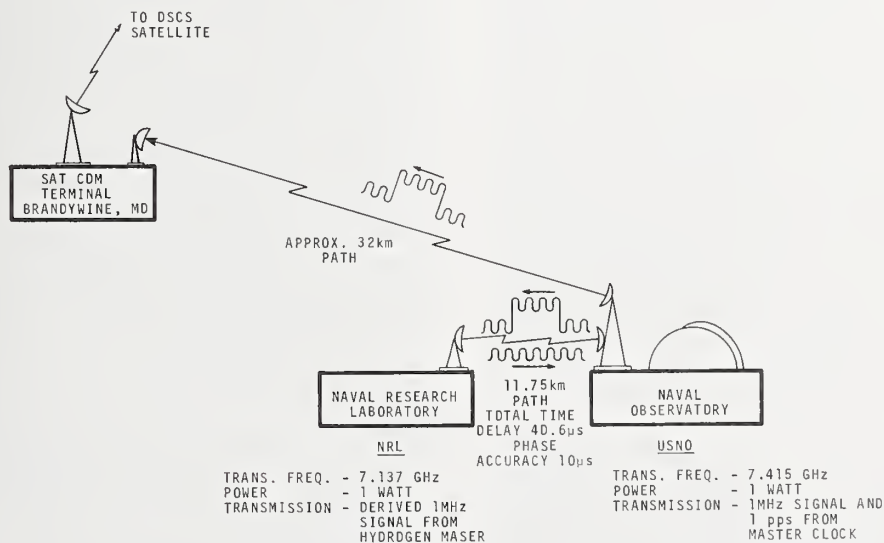 TO DSCS
SATELLITE
SAT COM
TERMINAL
BRANDYWINE, MD
APPROX. 32km
PATH
NAVAL RESEARCH
LABORATORY
11.75km
PATH
TOTAL TIME
DELAY 40.6µs
PHASE
ACCURACY 10µs
NAVAL
OBSERVATORY
NRL
USNO
TRANS. FREQ. - 7.137 GHz
POWER - 1 WATT
TRANSMISSION - DERIVED 1MHz
SIGNAL FROM
HYDROGEN MASER
TRANS. FREQ. - 7.415 GHz
POWER - 1 WATT
TRANSMISSION - 1MHz SIGNAL AND
1 pps FROM
MASTER CLOCK